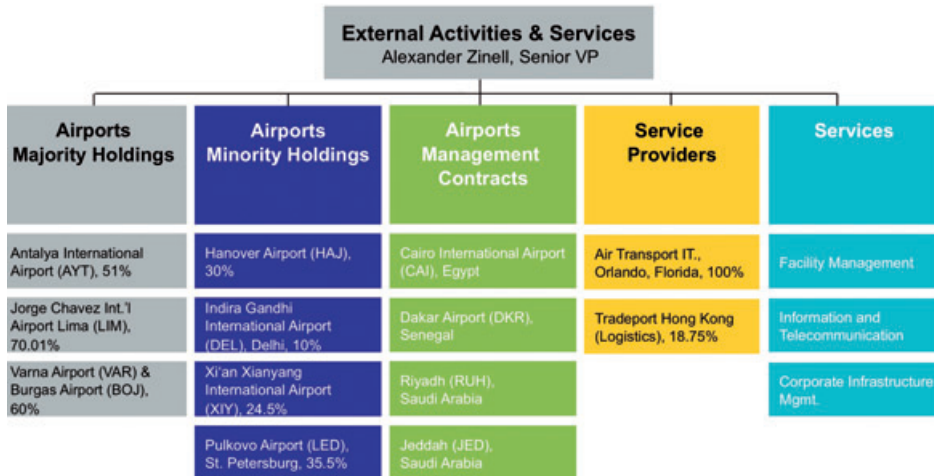 External Activities & Services
Alexander Zinell, Senior VP
Airports
Majority Holdings
Airports
Minority Holdings
Airports
Management
Contracts
Service
Providers
Services
Antalya International
Airport (AYT), 51%
Jorge Chavez Int.'l
Airport Lima (LIM),
70.01%
Varna Airport (VAR) &
Burgas Airport (BOJ),
60%
Hanover Airport (HAJ),
30%
Indira Gandhi
International Airport
(DEL), Delhi, 10%
Xi'an Xianyang
International Airport
(XIY), 24.5%
Pulkovo Airport (LED),
St. Petersburg, 35.5%
Cairo International Airport
(CAI), Egypt
Dakar Airport (DKR),
Senegal
Riyadh (RUH),
Saudi Arabia
Jeddah (JED),
Saudi Arabia
Air Transport IT.,
Orlando, Florida, 100%
Tradeport Hong Kong
(Logistics), 18.75%
Facility Management
Information and
Telecommunication
Corporate Infrastructure
Mgmt.